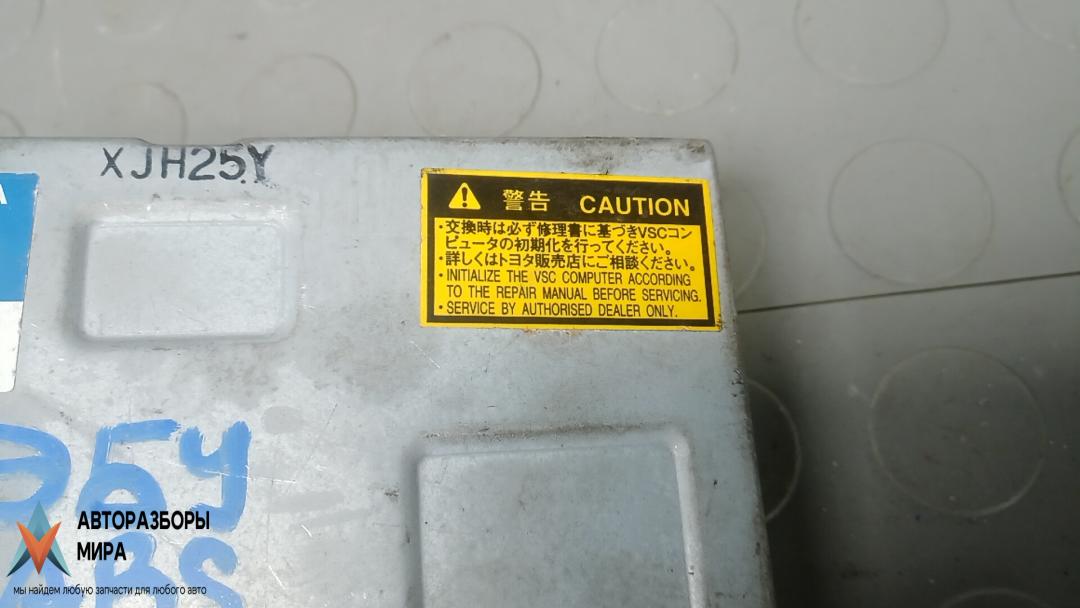 XJH25Y
A
警告 CAUTION
・交換時は必ず修理書に基づきVSCコン
ピュータの初期化を行ってください。
・詳しくはトヨタ販売店にご相談ください。
・INITIALIZE THE VSC COMPUTER ACCORDING
TO THE REPAIR MANUAL BEFORE SERVICING.
・SERVICE BY AUTHORISED DEALER ONLY.
ЭБУ
ABS
АВТОРАЗБОРЫ
МИРА
мы найдем любую запчасти для любого авто